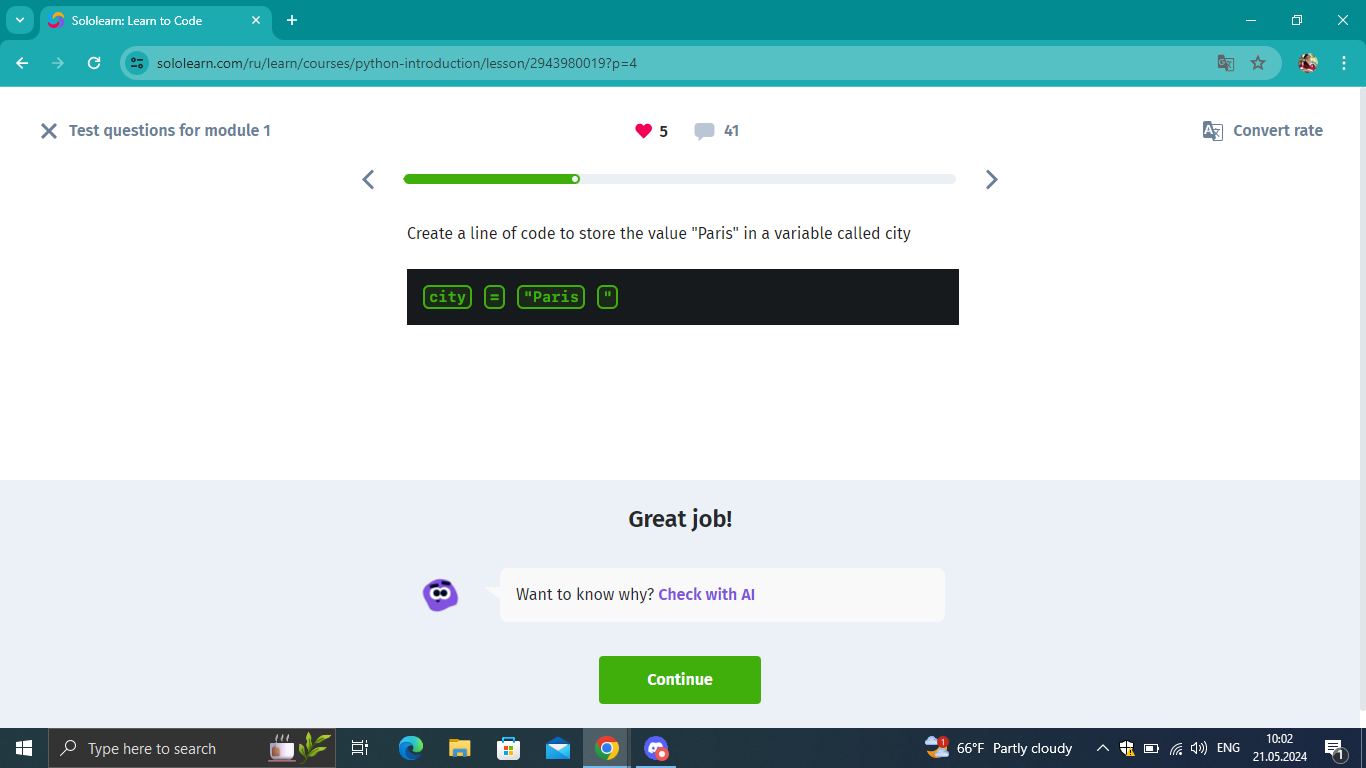 Sololearn: Learn to Code
sololearn.com/ru/learn/courses/python-introduction/lesson/2943980019?p=4
Test questions for module 1
5
41
Convert rate
Create a line of code to store the value "Paris" in a variable called city
city = "Paris "
Great job!
Want to know why? Check with AI
Continue
Type here to search
1
66°F Partly cloudy
ENG
10:02
21.05.2024
1